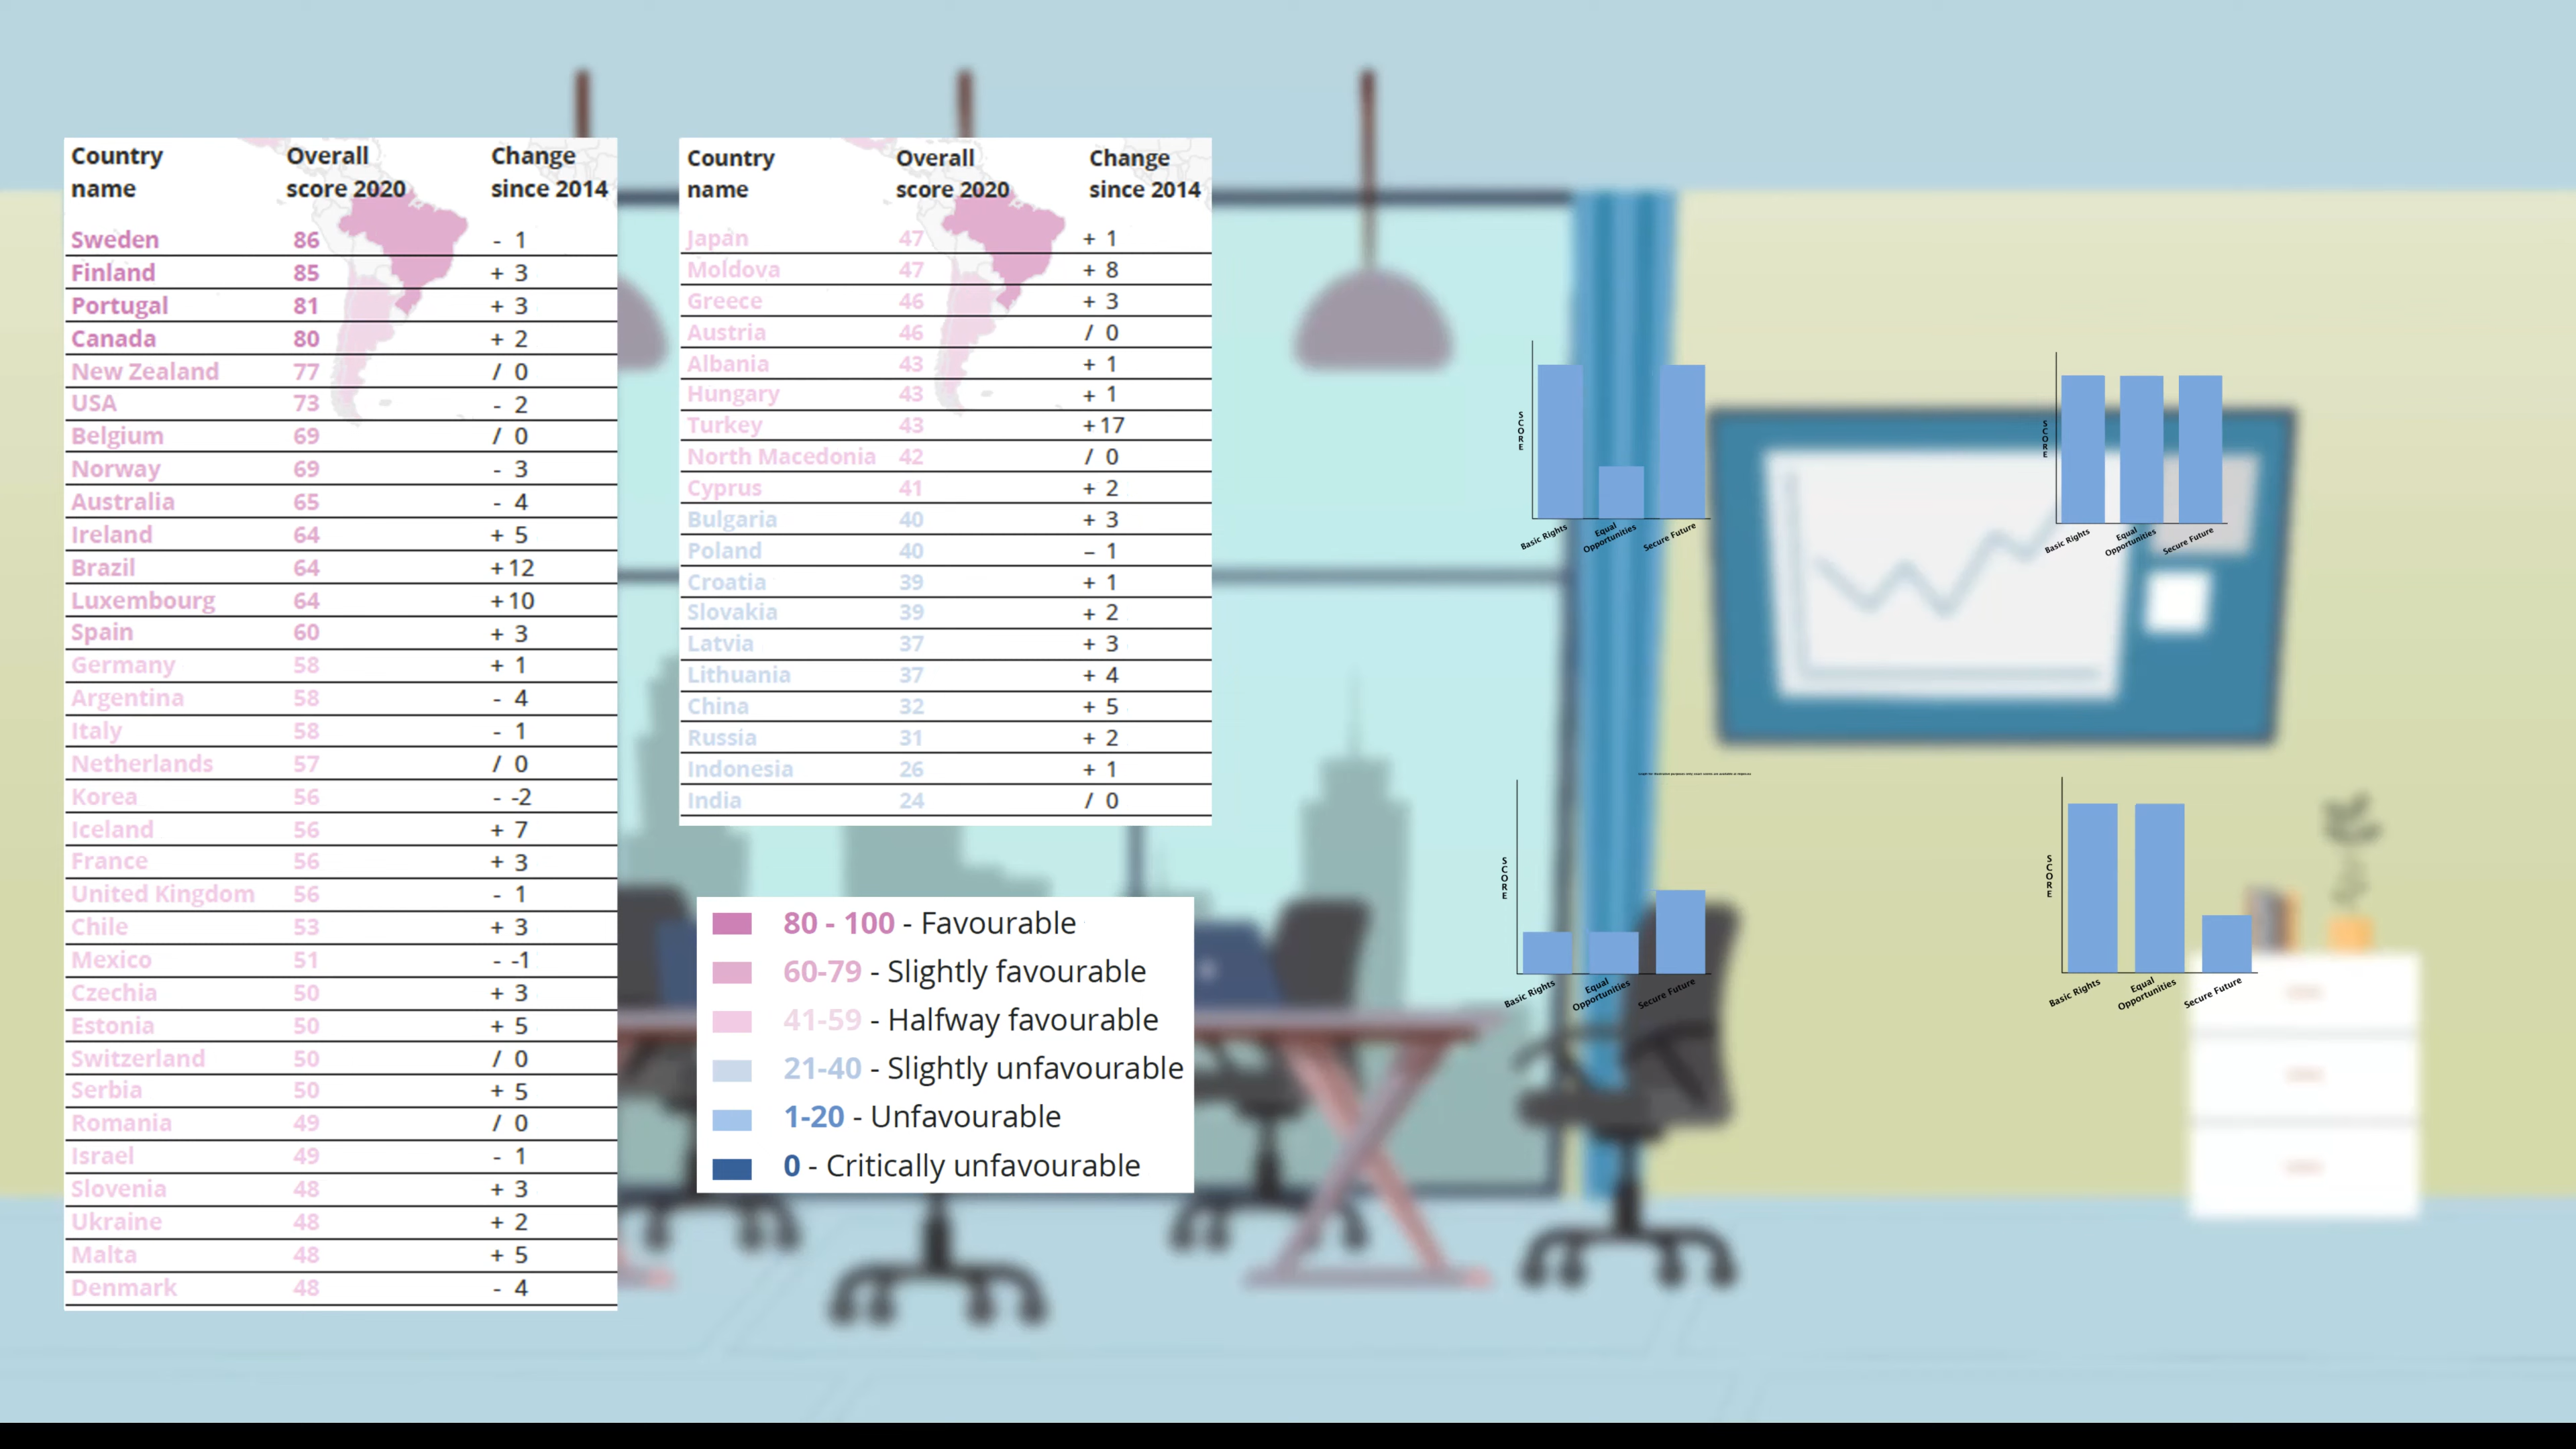 Country name Overall score 2020 Change since 2014
Sweden 86 - 1
Finland 85 + 3
Portugal 81 + 3
Canada 80 + 2
New Zealand 77 / 0
USA 73 - 2
Belgium 69 / 0
Norway 69 - 3
Australia 65 - 4
Ireland 64 + 5
Brazil 64 +12
Luxembourg 64 +10
Spain 60 + 3
Germany 58 + 1
Argentina 58 - 4
Italy 58 - 1
Netherlands 57 / 0
Korea 56 - -2
Iceland 56 + 7
France 56 + 3
United Kingdom 56 - 1
Chile 53 + 3
Mexico 51 - -1
Czechia 50 + 3
Estonia 50 + 5
Switzerland 50 / 0
Serbia 50 + 5
Romania 49 / 0
Israel 49 - 1
Slovenia 48 + 3
Ukraine 48 + 2
Malta 48 + 5
Denmark 48 - 4
Country name Overall score 2020 Change since 2014
Japan 47 + 1
Moldova 47 + 8
Greece 46 + 3
Austria 46 / 0
Albania 43 + 1
Hungary 43 + 1
Turkey 43 +17
North Macedonia 42 / 0
Cyprus 41 + 2
Bulgaria 40 + 3
Poland 40 – 1
Croatia 39 + 1
Slovakia 39 + 2
Latvia 37 + 3
Lithuania 37 + 4
China 32 + 5
Russia 31 + 2
Indonesia 26 + 1
India 24 / 0
80 - 100 - Favourable
60-79 - Slightly favourable
41-59 - Halfway favourable
21-40 - Slightly unfavourable
1-20 - Unfavourable
0 - Critically unfavourable
SCORE
Basic Rights
Equal Opportunities
Secure Future
SCORE
Basic Rights
Equal Opportunities
Secure Future
SCORE
Basic Rights
Equal Opportunities
Secure Future
SCORE
Basic Rights
Equal Opportunities
Secure Future